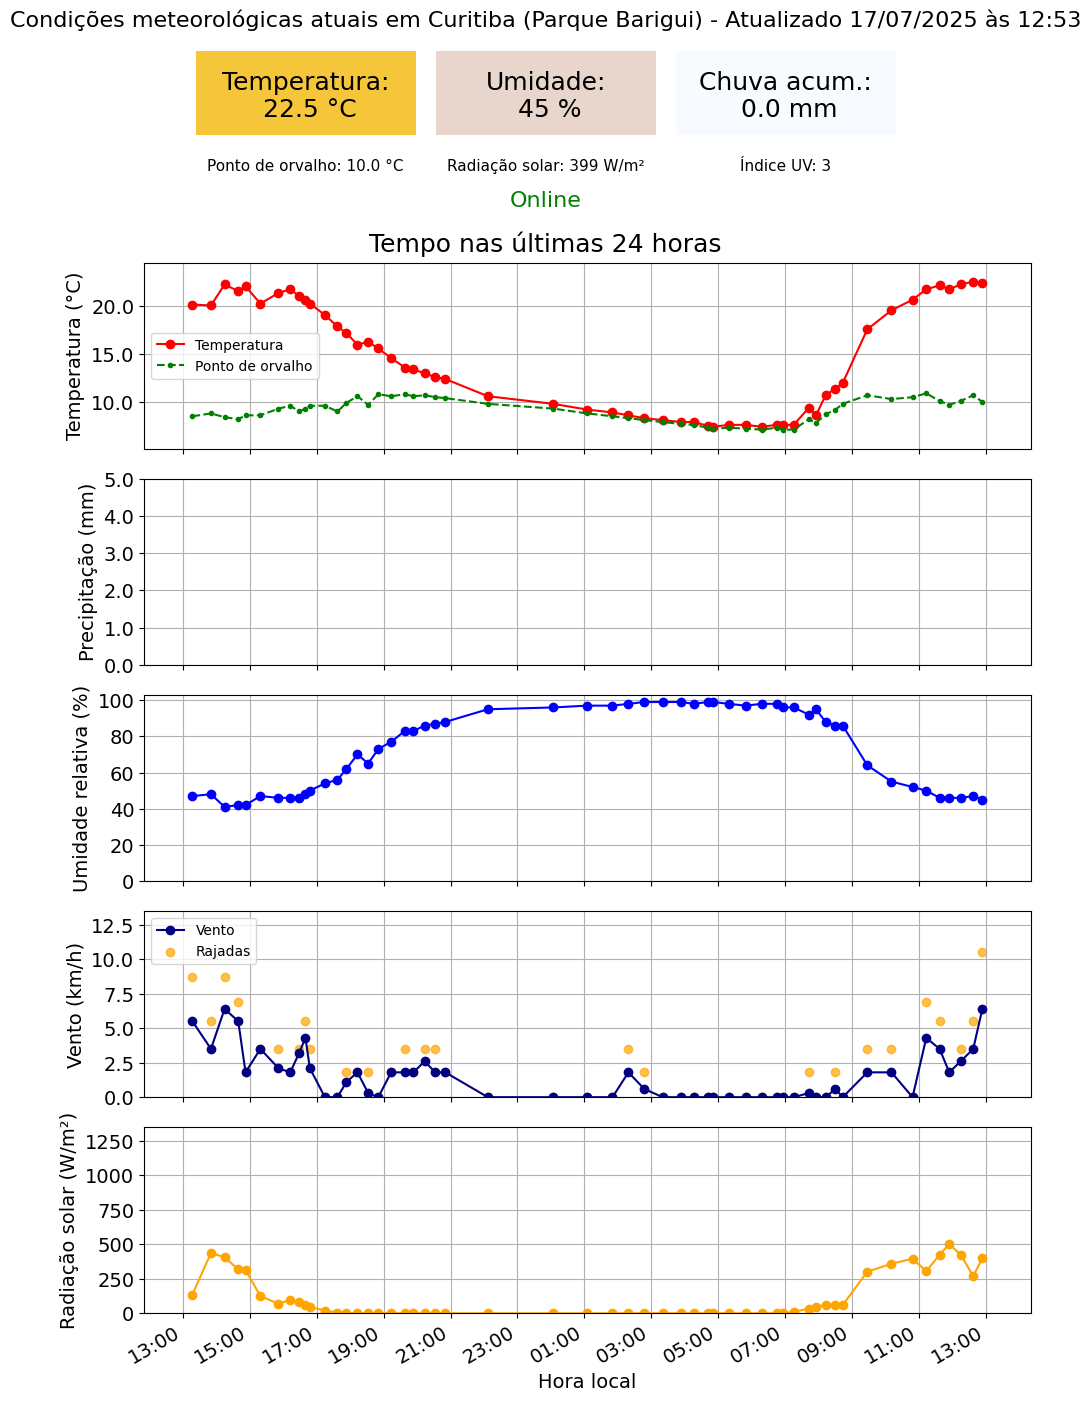 Condições meteorológicas atuais em Curitiba (Parque Barigui) - Atualizado 17/07/2025 às 12:53
Temperatura:
22.5 °C
Umidade:
45 %
Chuva acum.:
0.0 mm
Ponto de orvalho: 10.0 °C
Radiação solar: 399 W/m²
Índice UV: 3
Online
Tempo nas últimas 24 horas
Temperatura (°C)
20.0
15.0
10.0
Temperatura
Ponto de orvalho
Precipitação (mm)
5.0
4.0
3.0
2.0
1.0
0.0
Umidade relativa (%)
100
80
60
40
20
0
Vento (km/h)
12.5
10.0
7.5
5.0
2.5
0.0
Vento
Rajadas
Radiação solar (W/m²)
1250
1000
750
500
250
0
13:00
15:00
17:00
19:00
21:00
23:00
01:00
03:00
05:00
07:00
09:00
11:00
13:00
Hora local